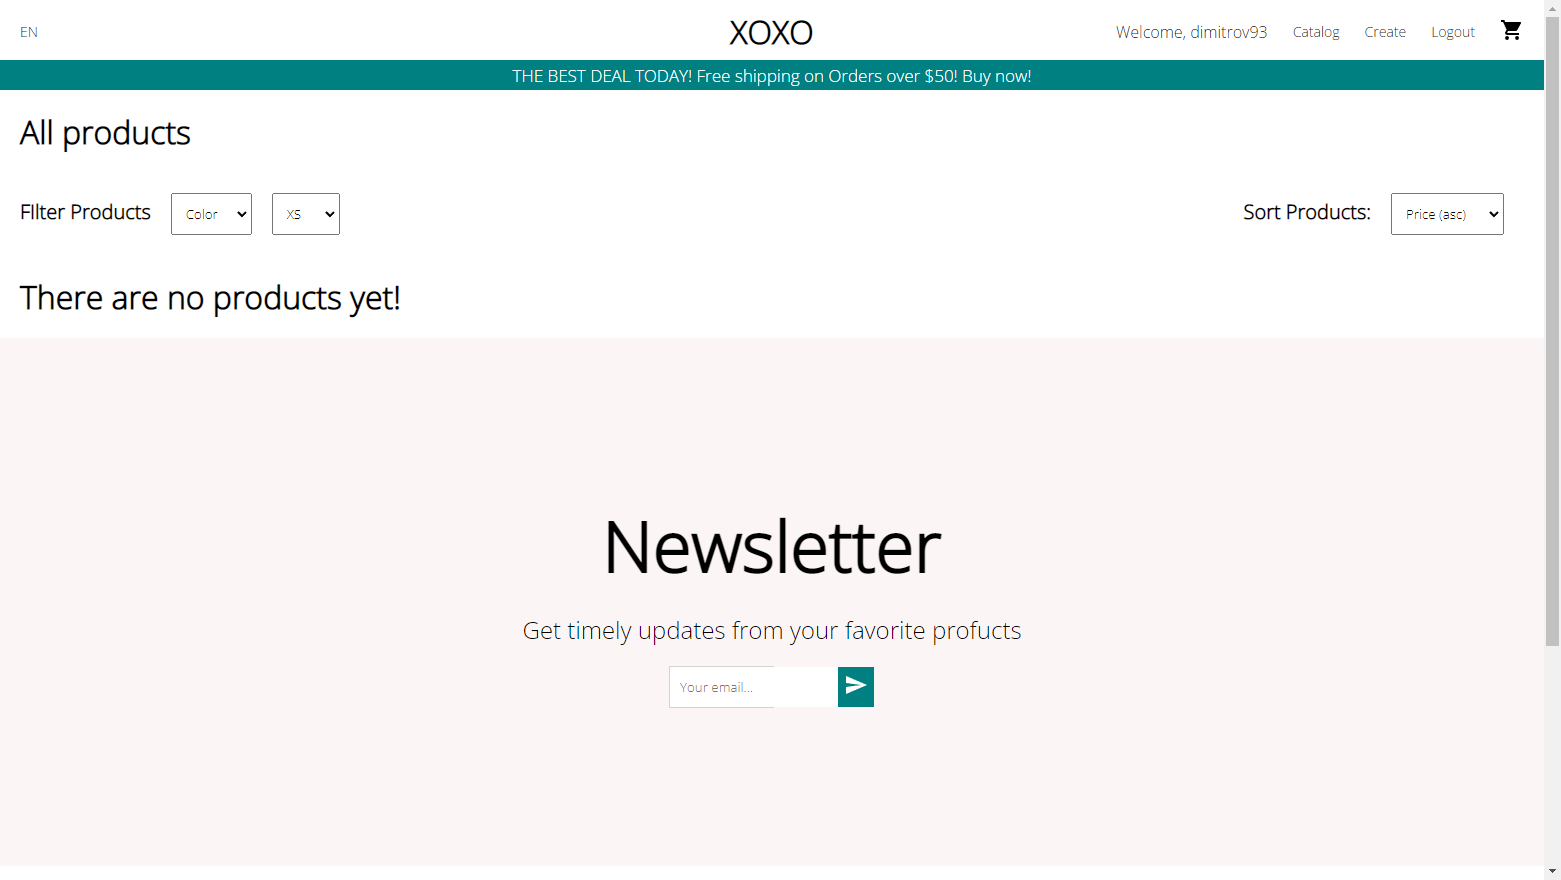 EN
XOXO
Welcome, dimitrov93
Catalog
Create
Logout
THE BEST DEAL TODAY! Free shipping on Orders over $50! Buy now!
All products
FIlter Products
Color
XS
Sort Products:
Price (asc)
There are no products yet!
Newsletter
Get timely updates from your favorite profucts
Your email...